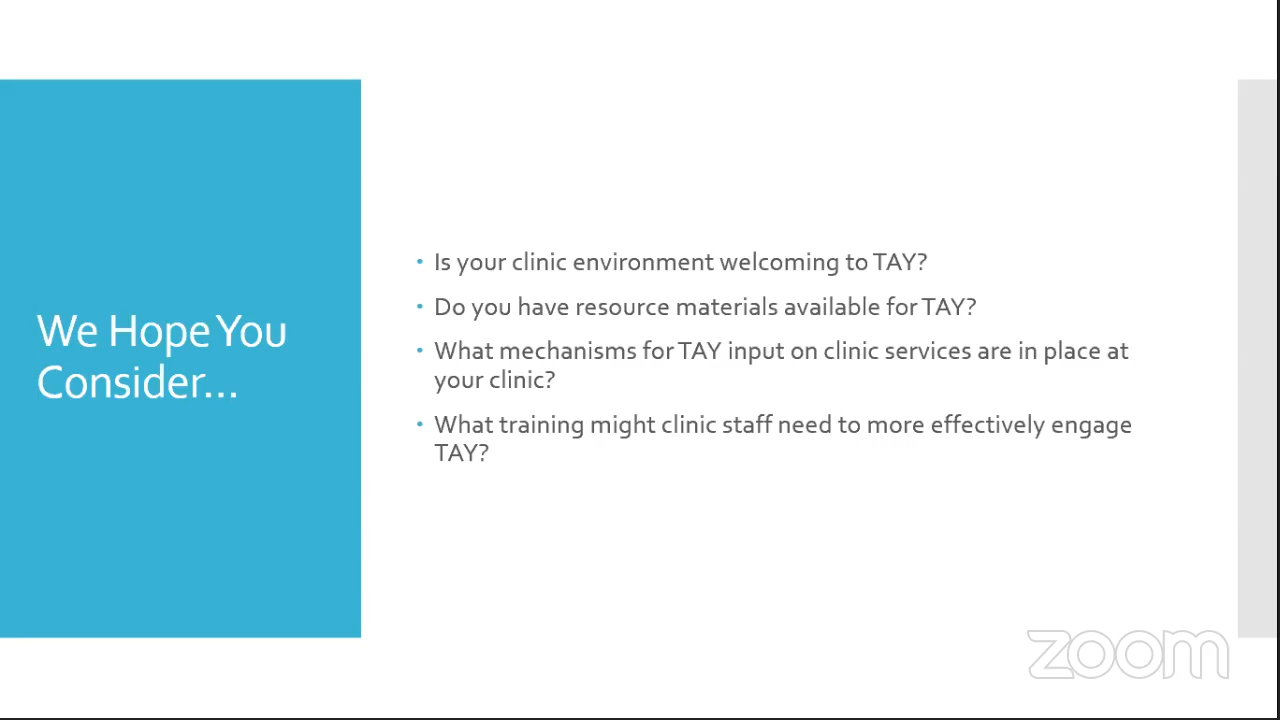 We Hope You
Consider...
• Is your clinic environment welcoming to TAY?
• Do you have resource materials available for TAY?
• What mechanisms for TAY input on clinic services are in place at
your clinic?
• What training might clinic staff need to more effectively engage
TAY?
zoom